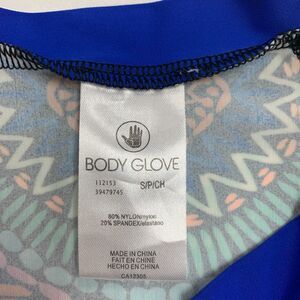 BODY GLOVE
112153 S/P/CH
39479745
80% NYLON/nylon
20% SPANDEX/elastano
MADE IN CHINA
FAIT EN CHINE
HECHO EN CHINA
CA12305